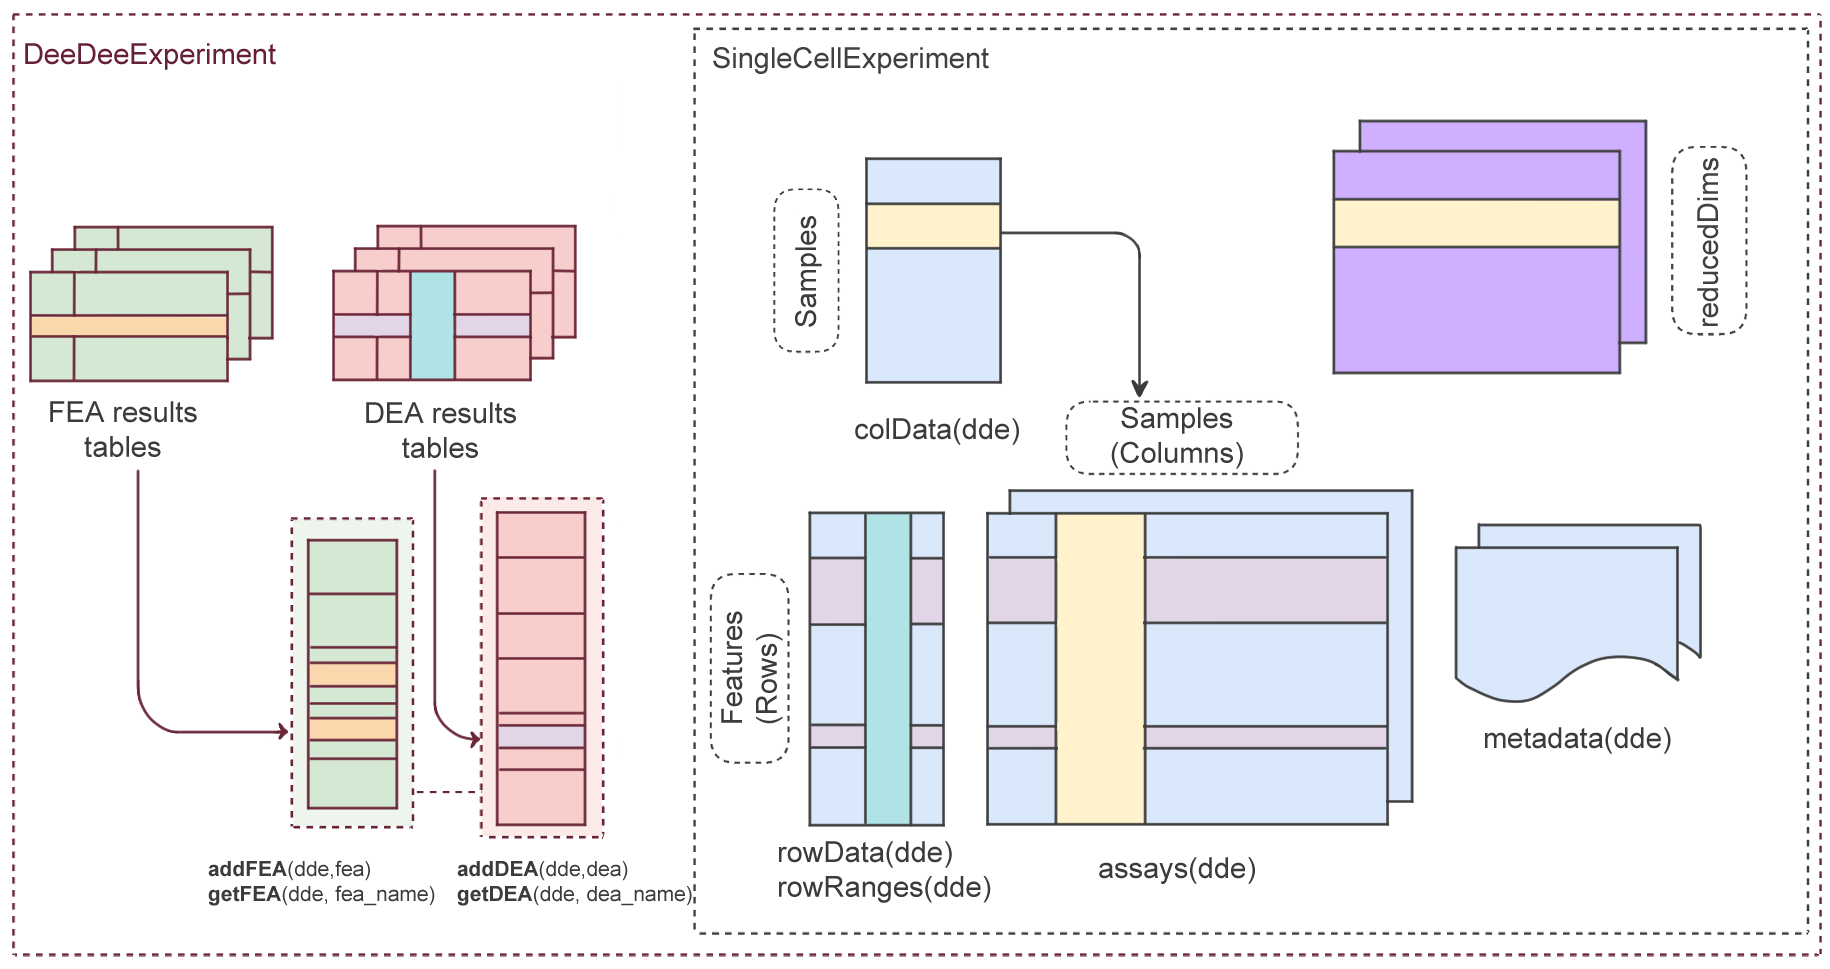 DeeDeeExperiment
SingleCellExperiment
Samples
reducedDims
FEA results
tables
DEA results
tables
colData(dde)
Samples
(Columns)
Features
(Rows)
metadata(dde)
rowData(dde)
rowRanges(dde)
assays(dde)
addFEA(dde,fea)
getFEA(dde, fea_name)
addDEA(dde,dea)
getDEA(dde, dea_name)